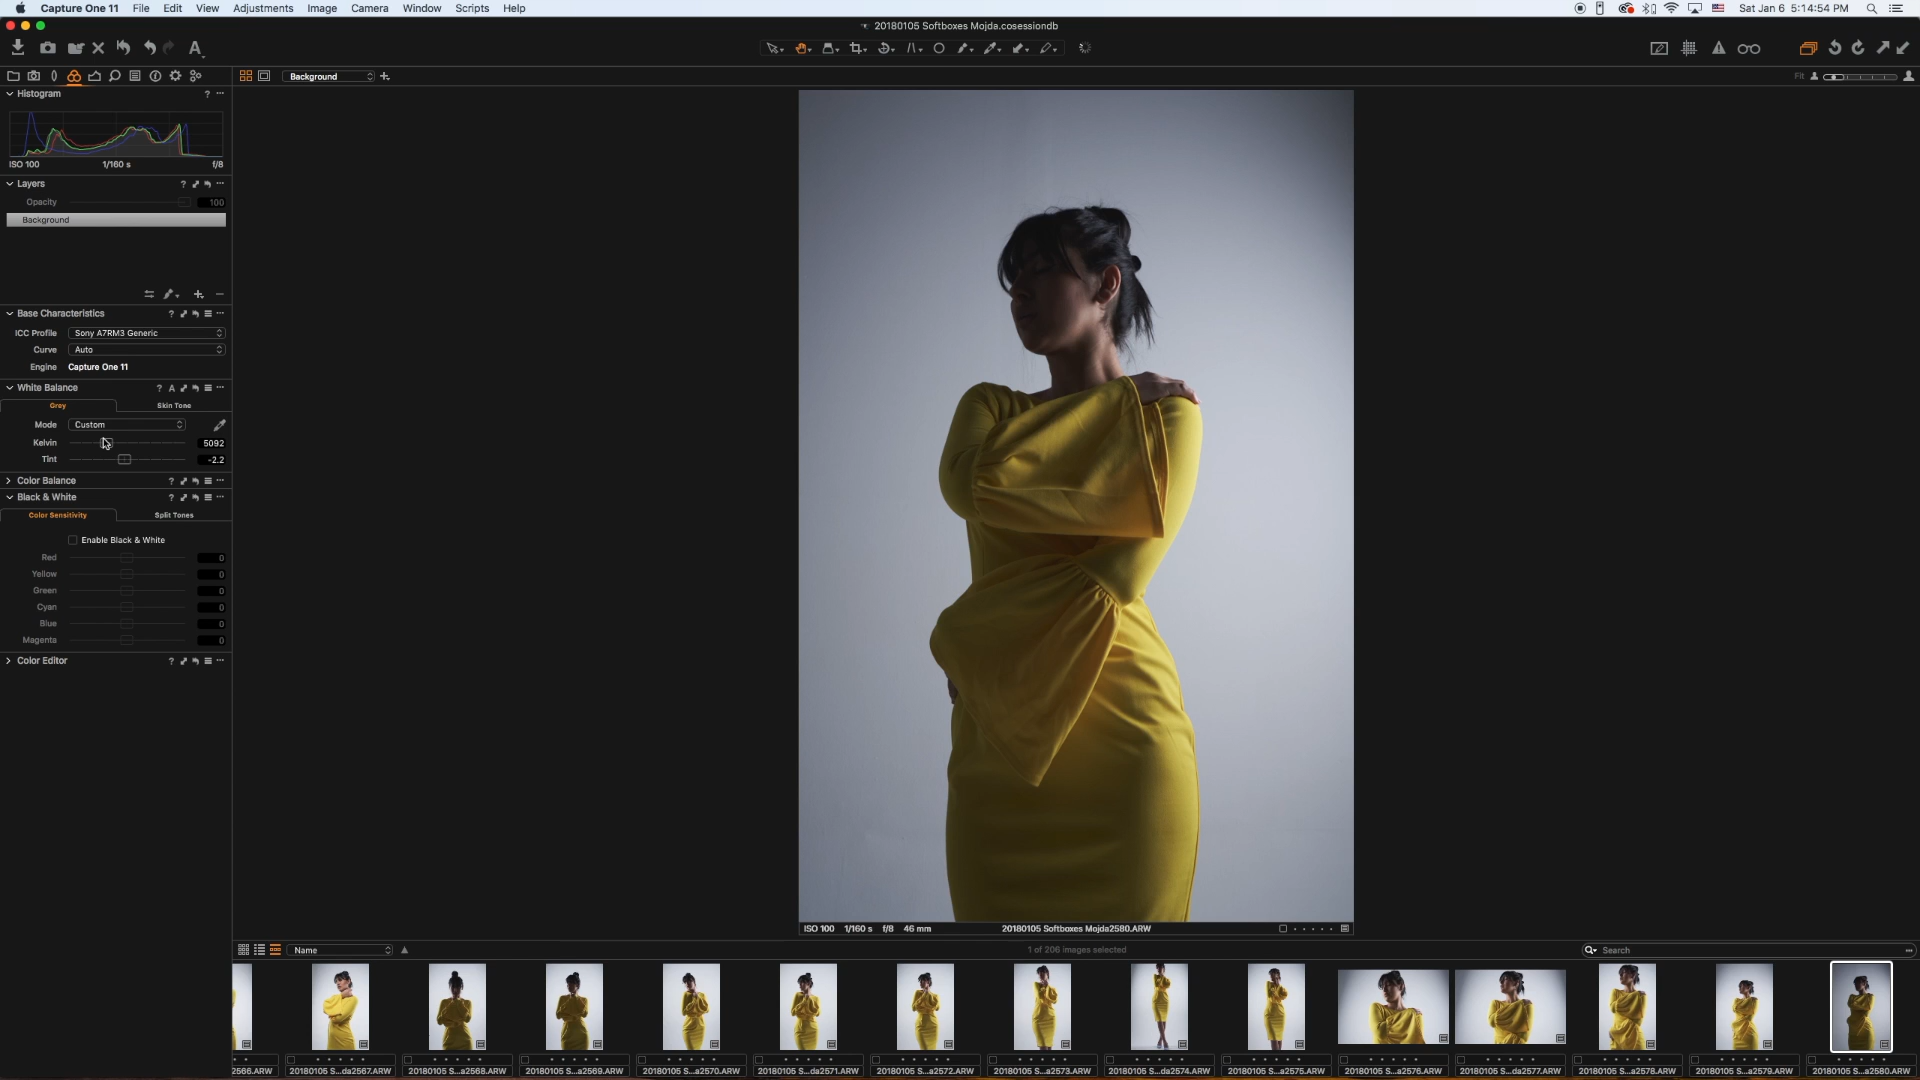 Capture One 11 File Edit View Adjustments Image Camera Window Scripts Help Sat Jan 6 5:14:54 PM
20180105 Softboxes Mojda.cosessiondb
A
Background
Fit
Histogram ?
ISO 100 1/160 s f/8
Layers ?
Opacity 100
Background
Base Characteristics ?
ICC Profile Sony A7RM3 Generic
Curve Auto
Engine Capture One 11
White Balance ? A
Grey Skin Tone
Mode Custom
Kelvin 5092
Tint -2.2
Color Balance ?
Black & White ?
Color Sensitivity Split Tones
Enable Black & White
Red 0
Yellow 0
Green 0
Cyan 0
Blue 0
Magenta 0
Color Editor ?
ISO 100 1/160 s f/8 46 mm 20180105 Softboxes Mojda2580.ARW
Name 1 of 206 images selected Search
2566.ARW 20180105 S...da2567.ARW 20180105 S...a2568.ARW 20180105 S...a2569.ARW 20180105 S...a2570.ARW 20180105 S...da2571.ARW 20180105 S...a2572.ARW 20180105 S...a2573.ARW 20180105 S...da2574.ARW 20180105 S...a2575.ARW 20180105 S...a2576.ARW 20180105 S...da2577.ARW 20180105 S...a2578.ARW 20180105 S...a2579.ARW 20180105 S...a2580.ARW